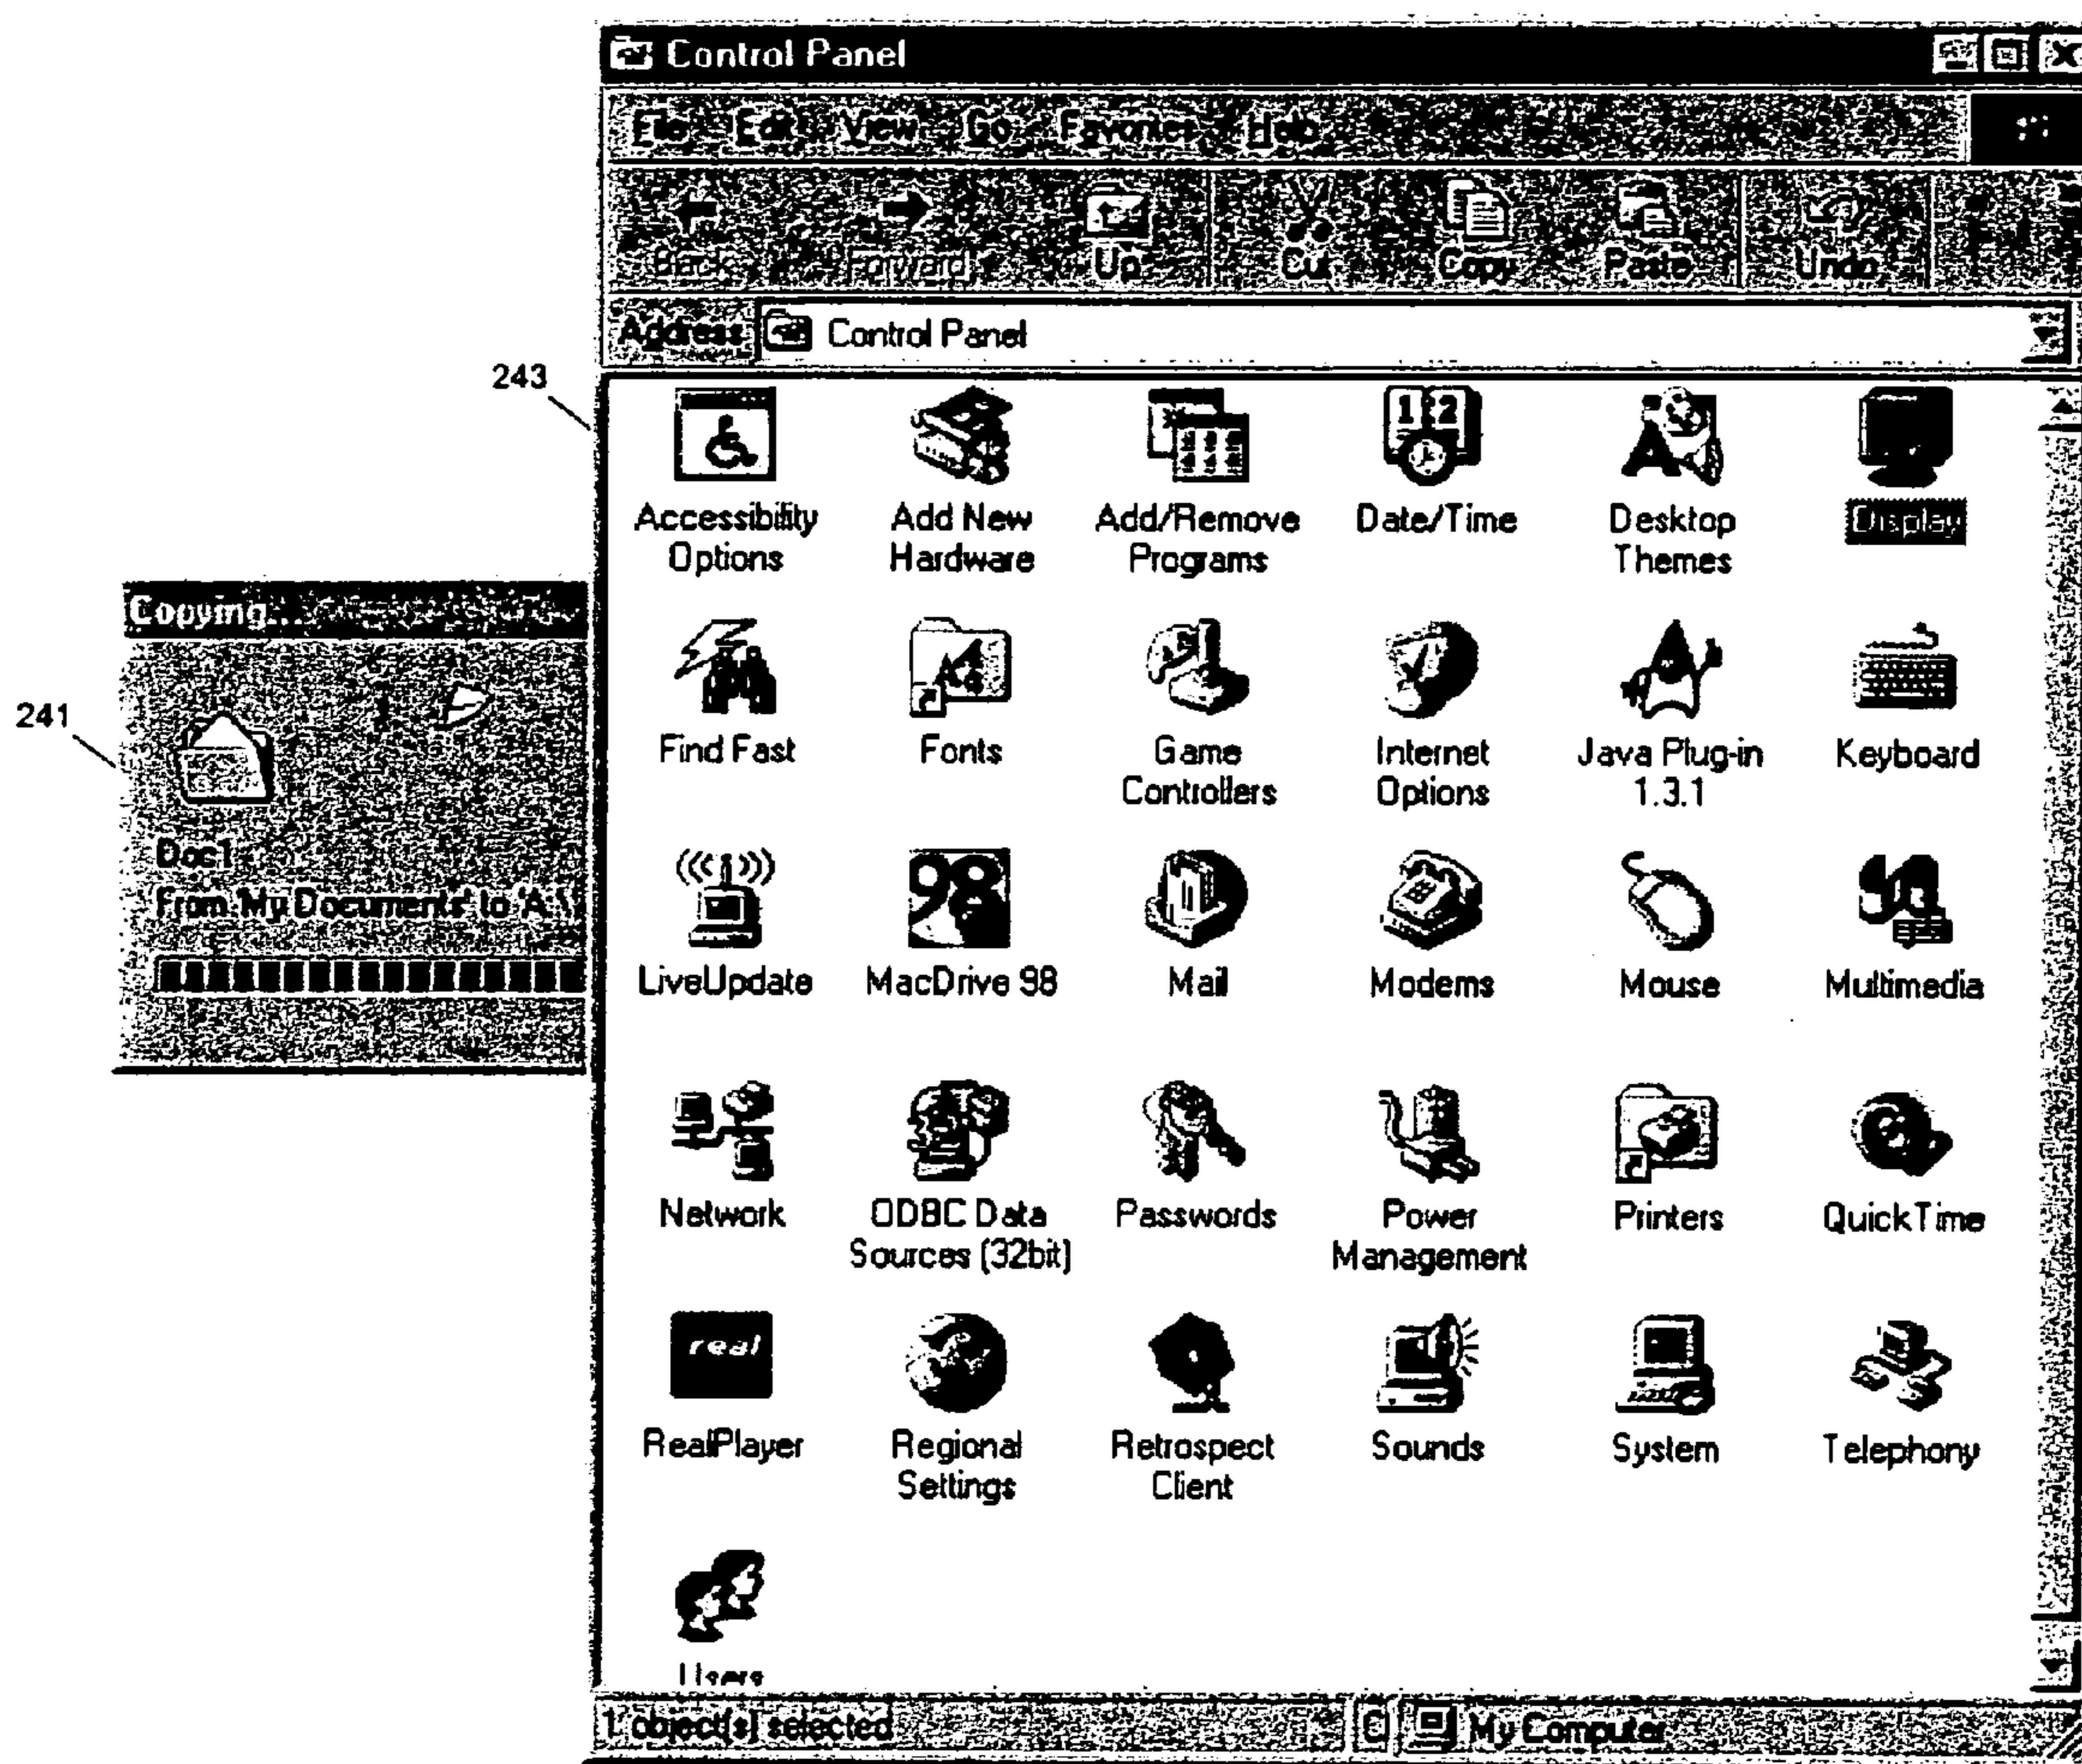 Control Panel
File Edit View Go Favorites Help
Back Forward Up Cut Copy Paste Undo
Address Control Panel
243
12
Accessibility Options
Add New Hardware
Add/Remove Programs
Date/Time
Desktop Themes
Display
Copying...
241
Doc1
From 'My Documents' to 'A:\
Find Fast
Fonts
Game Controllers
Internet Options
Java Plug-in 1.3.1
Keyboard
LiveUpdate
98
MacDrive 98
Mail
Modems
Mouse
Multimedia
Network
ODBC Data Sources (32bit)
Passwords
Power Management
Printers
QuickTime
real
RealPlayer
Regional Settings
Retrospect Client
Sounds
System
Telephony
Users
1 object(s) selected
My Computer